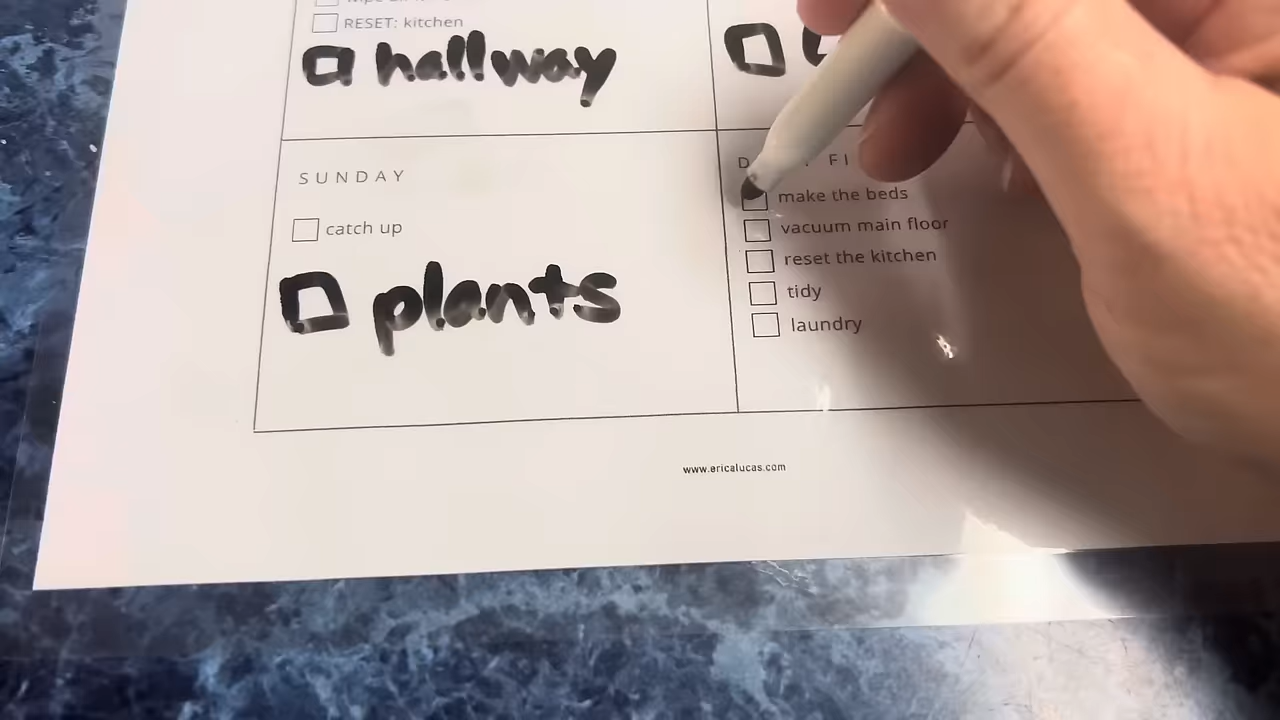 RESET: kitchen
hallway
SUNDAY
catch up
plants
make the beds
vacuum main floor
reset the kitchen
tidy
laundry
www.ericalucas.com